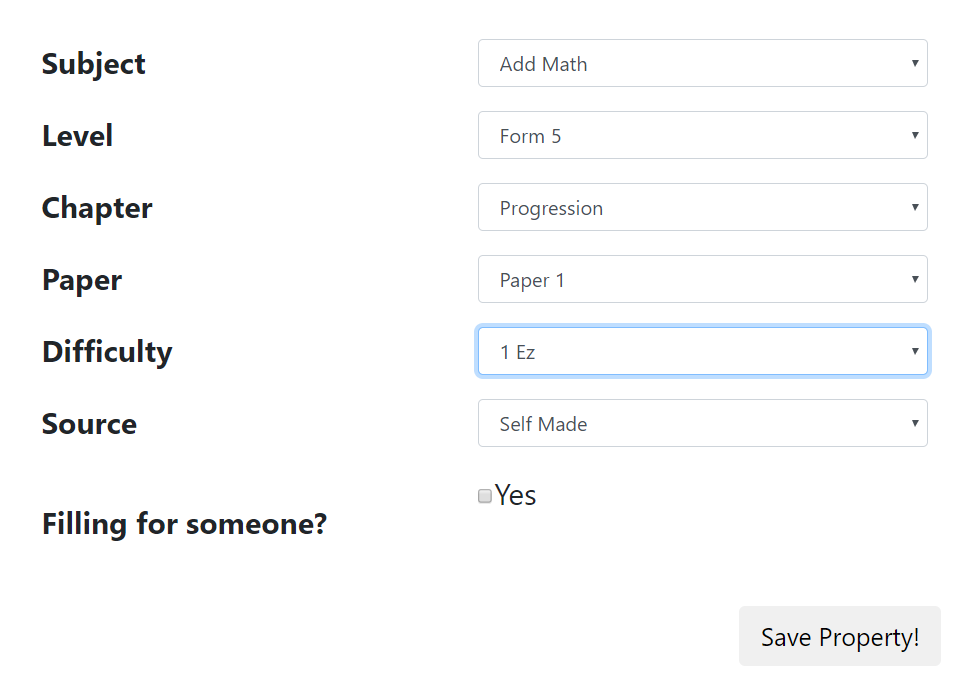 Subject Add Math
Level Form 5
Chapter Progression
Paper Paper 1
Difficulty 1 Ez
Source Self Made
Yes
Filling for someone?
Save Property!